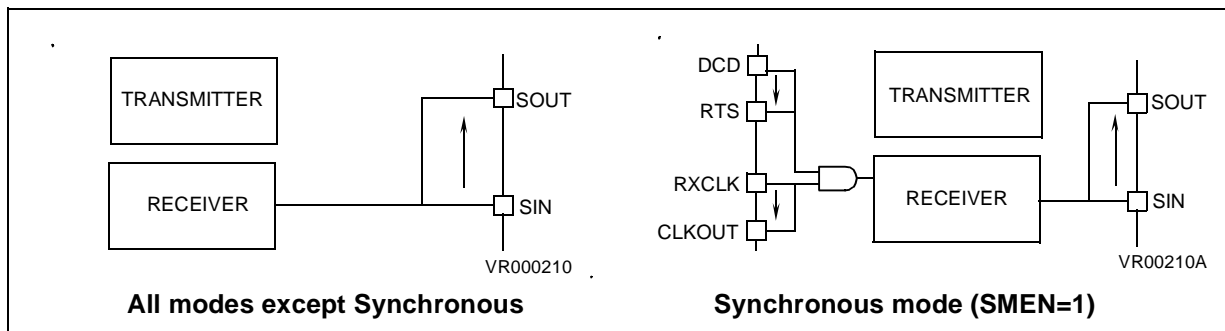 TRANSMITTER
RECEIVER
SOUT
SIN
VR000210
All modes except Synchronous
DCD
RTS
RXCLK
CLKOUT
TRANSMITTER
RECEIVER
SOUT
SIN
VR00210A
Synchronous mode (SMEN=1)